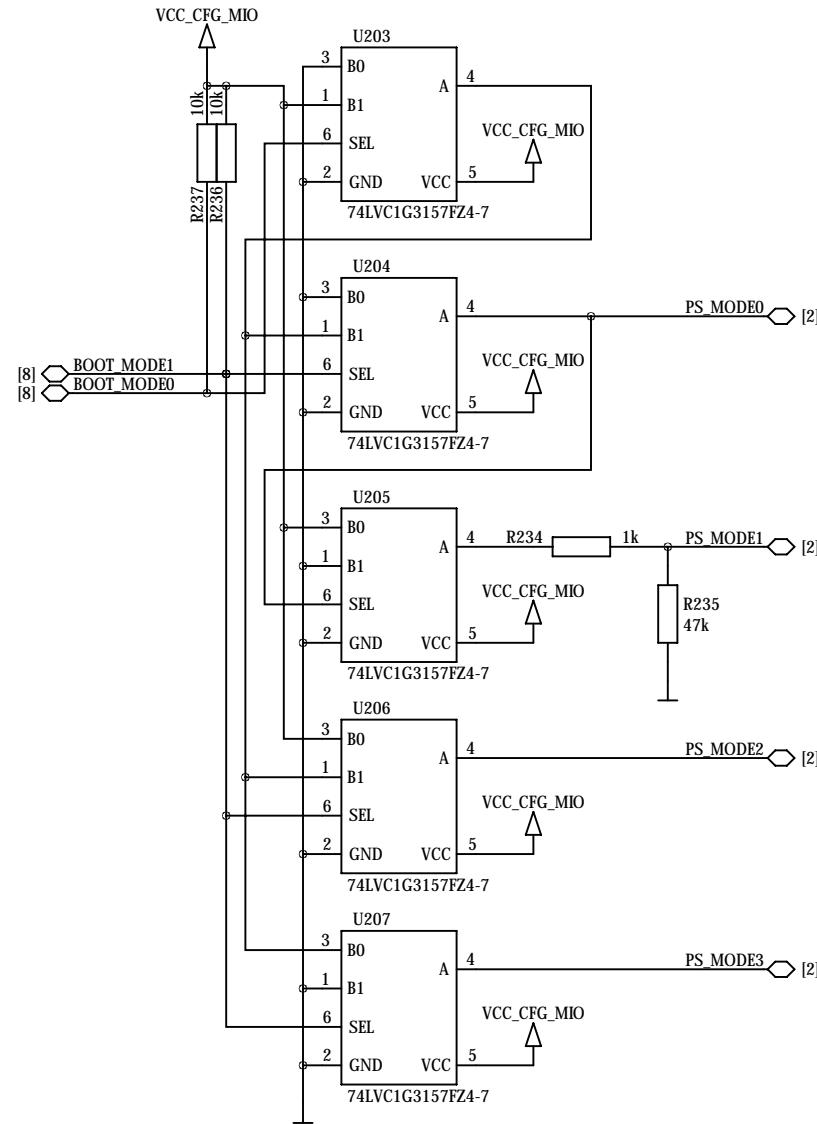 VCC_CFG_MIO
10k
10k
R237
R236
U203
3 B0
1 B1
6 SEL
2 GND
A 4
VCC_CFG_MIO
VCC 5
74LVC1G3157FZ4-7
U204
3 B0
1 B1
6 SEL
2 GND
A 4
PS_MODE0 [2]
VCC_CFG_MIO
VCC 5
74LVC1G3157FZ4-7
[8] BOOT_MODE1
[8] BOOT_MODE0
U205
3 B0
1 B1
6 SEL
2 GND
A 4
R234 1k
PS_MODE1 [2]
VCC_CFG_MIO
R235
47k
VCC 5
74LVC1G3157FZ4-7
U206
3 B0
1 B1
6 SEL
2 GND
A 4
PS_MODE2 [2]
VCC_CFG_MIO
VCC 5
74LVC1G3157FZ4-7
U207
3 B0
1 B1
6 SEL
2 GND
A 4
PS_MODE3 [2]
VCC_CFG_MIO
VCC 5
74LVC1G3157FZ4-7